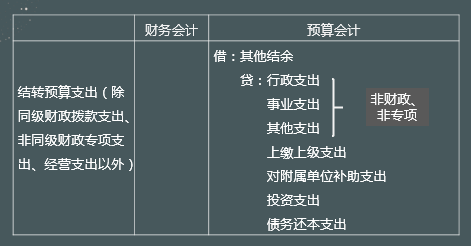 财务会计
预算会计
结转预算支出（除
同级财政拨款支出、
非同级财政专项支
出、经营支出以外）
借：其他结余
贷：行政支出
事业支出
其他支出
上缴上级支出
对附属单位补助支出
投资支出
债务还本支出
非财政、
非专项